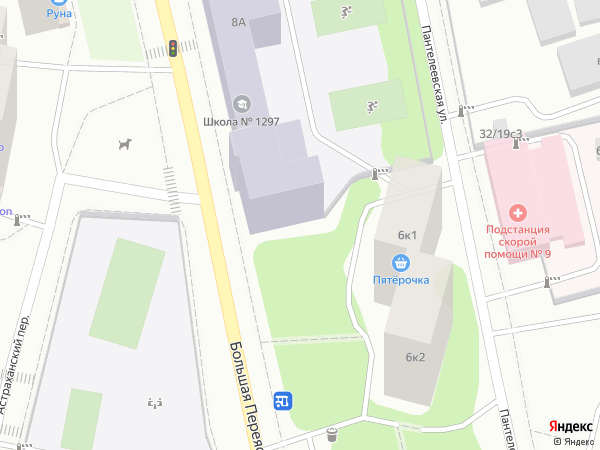 Руна
8А
Пантелеевская ул.
Школа № 1297
32/19с3
6к1
Подстанция
скорой
помощи № 9
Пятёрочка
Астраханский пер.
Большая Переяс
6к2
Пантеле
Яндекс
© Яндекс